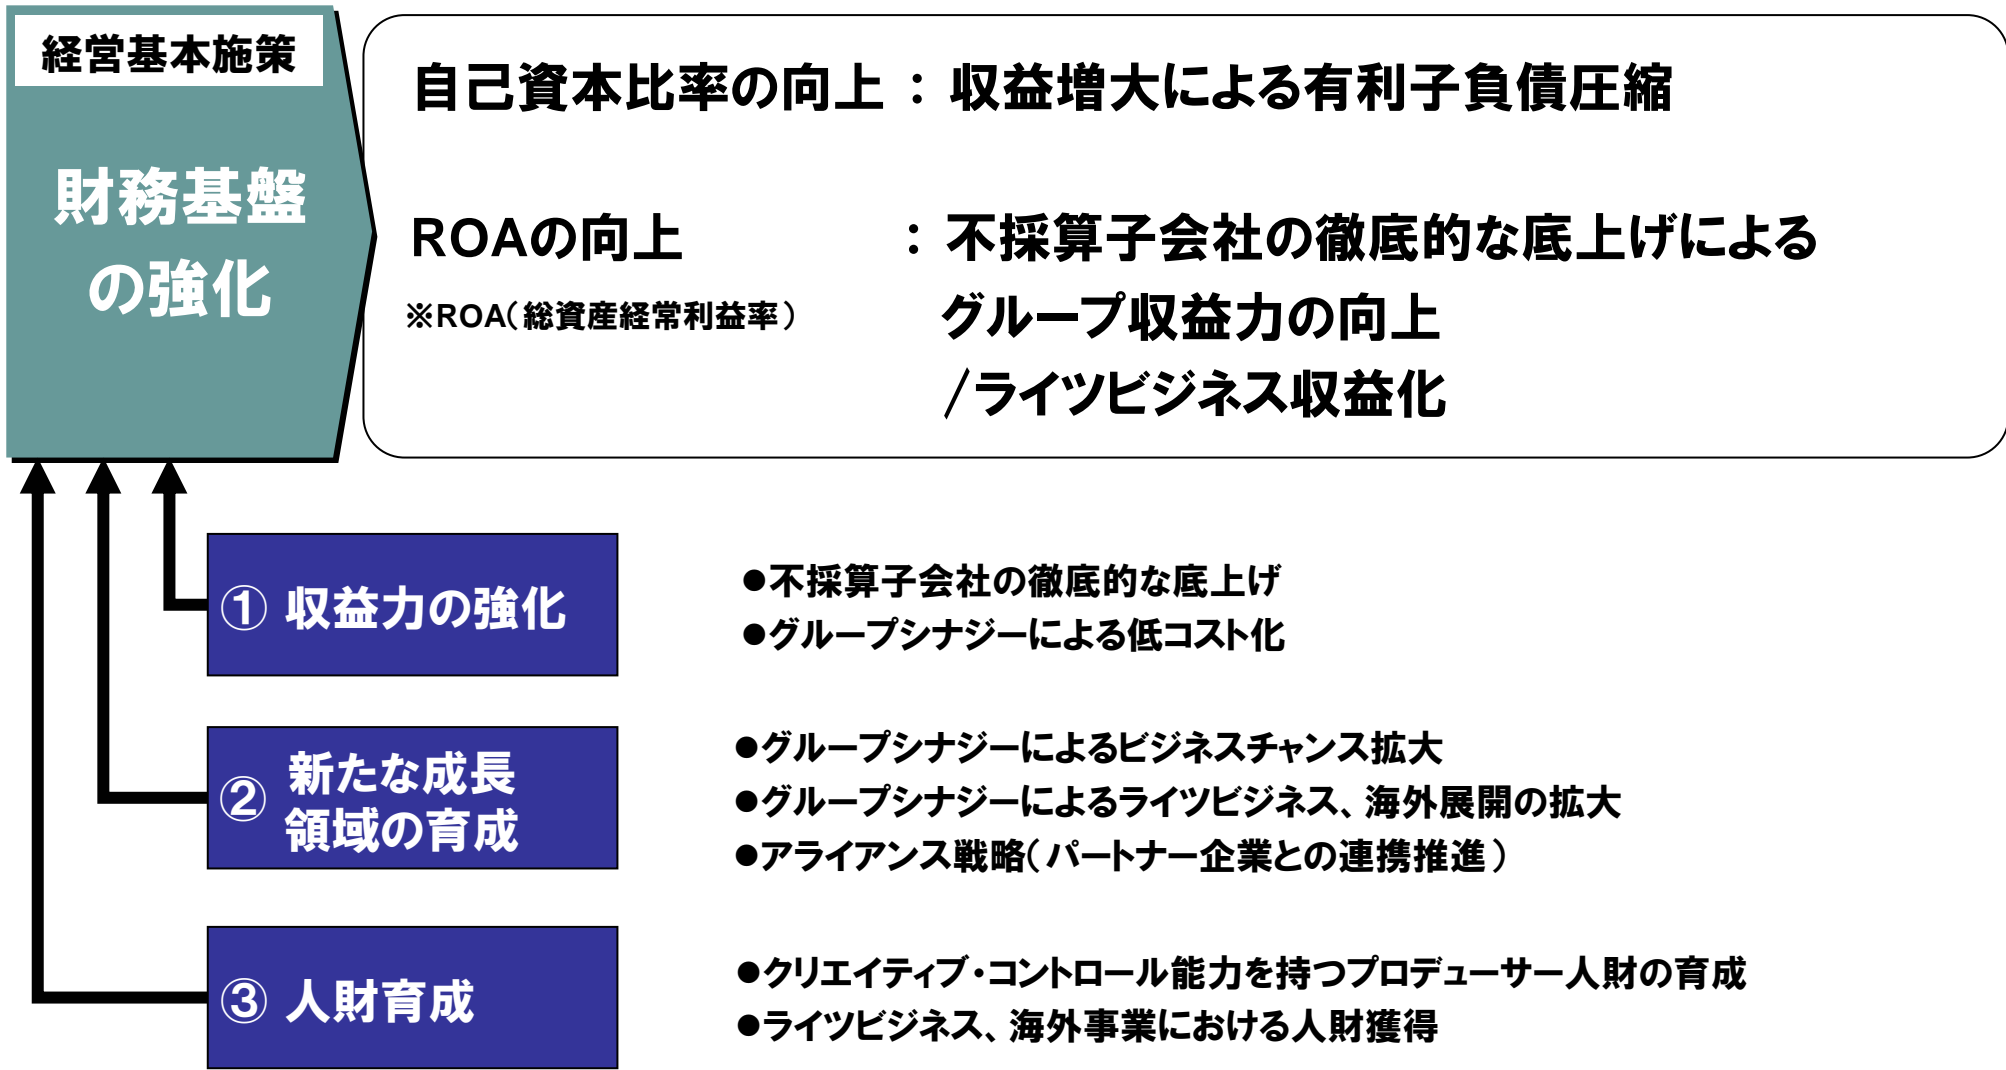 経営基本施策
財務基盤
の強化
自己資本比率の向上 : 収益増大による有利子負債圧縮
ROAの向上 : 不採算子会社の徹底的な底上げによる
※ROA(総資産経常利益率) グループ収益力の向上
/ライツビジネス収益化
① 収益力の強化
●不採算子会社の徹底的な底上げ
●グループシナジーによる低コスト化
② 新たな成長
領域の育成
●グループシナジーによるビジネスチャンス拡大
●グループシナジーによるライツビジネス、海外展開の拡大
●アライアンス戦略(パートナー企業との連携推進)
③ 人財育成
●クリエイティブ・コントロール能力を持つプロデューサー人財の育成
●ライツビジネス、海外事業における人財獲得